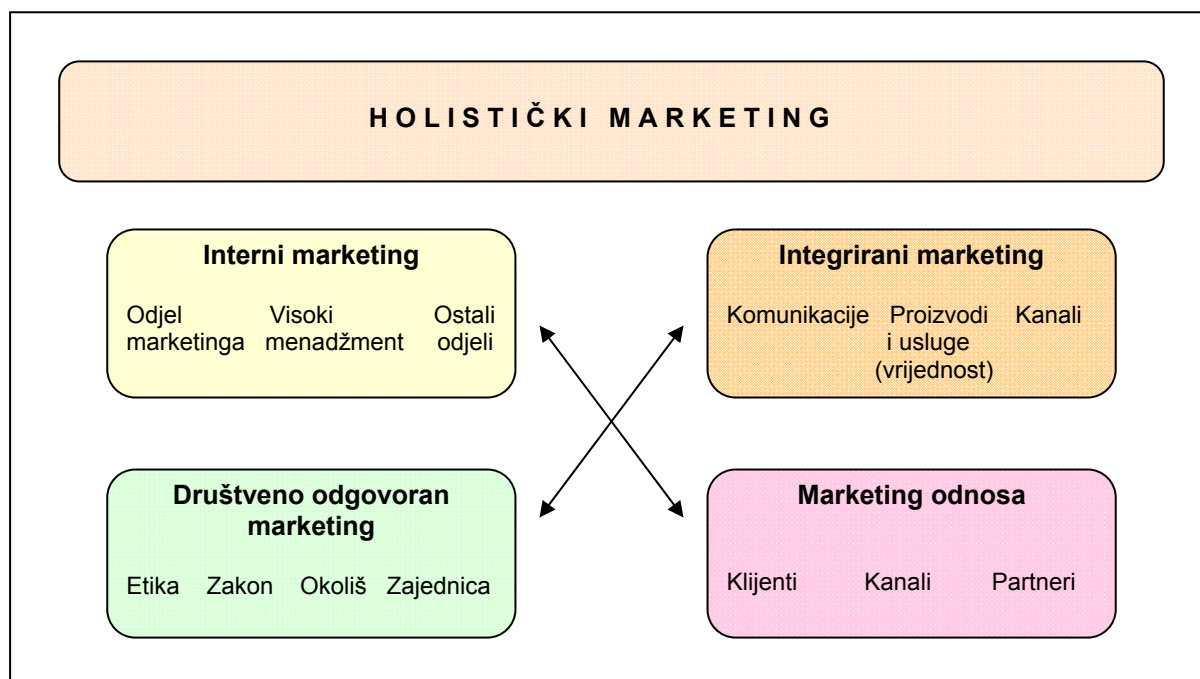 HOLISTIČKI MARKETING
Interni marketing
Odjel Visoki Ostali
marketinga menadžment odjeli
Integrirani marketing
Komunikacije Proizvodi Kanali
i usluge
(vrijednost)
Društveno odgovoran
marketing
Etika Zakon Okoliš Zajednica
Marketing odnosa
Klijenti Kanali Partneri